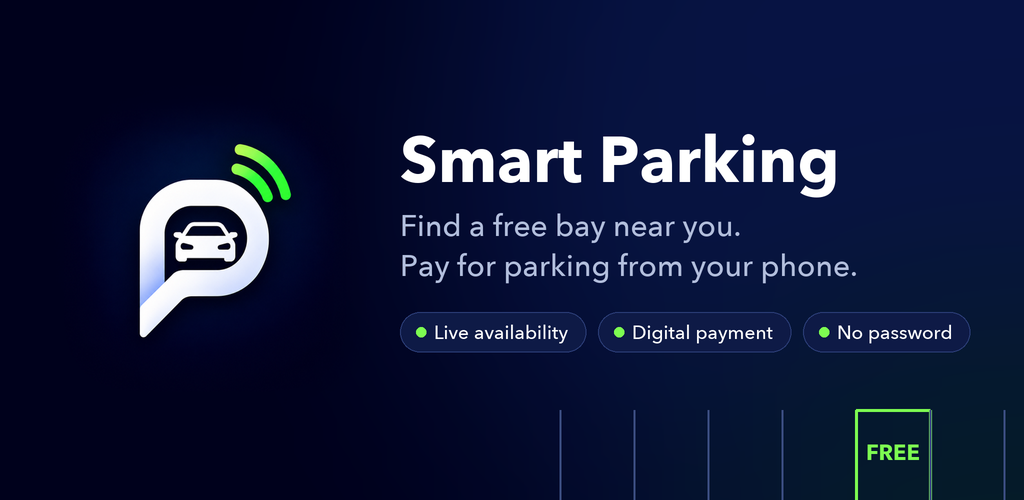 Smart Parking
Find a free bay near you.
Pay for parking from your phone.
Live availability
Digital payment
No password
FREE